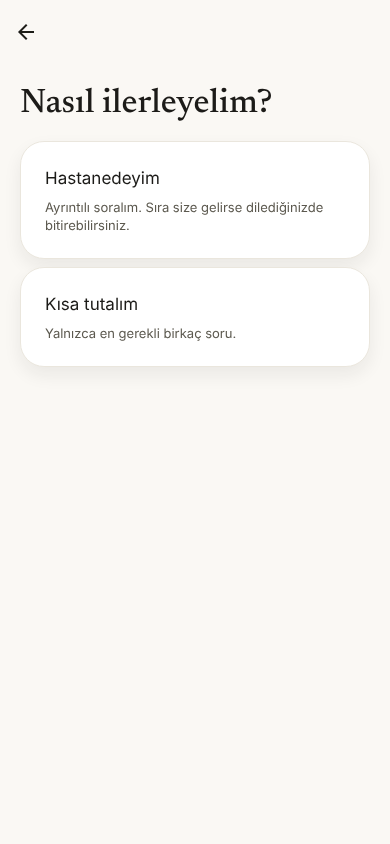 Nasıl ilerleyelim?
Hastanedeyim
Ayrıntılı soralım. Sıra size gelirse dilediğinizde
bitirebilirsiniz.
Kısa tutalım
Yalnızca en gerekli birkaç soru.